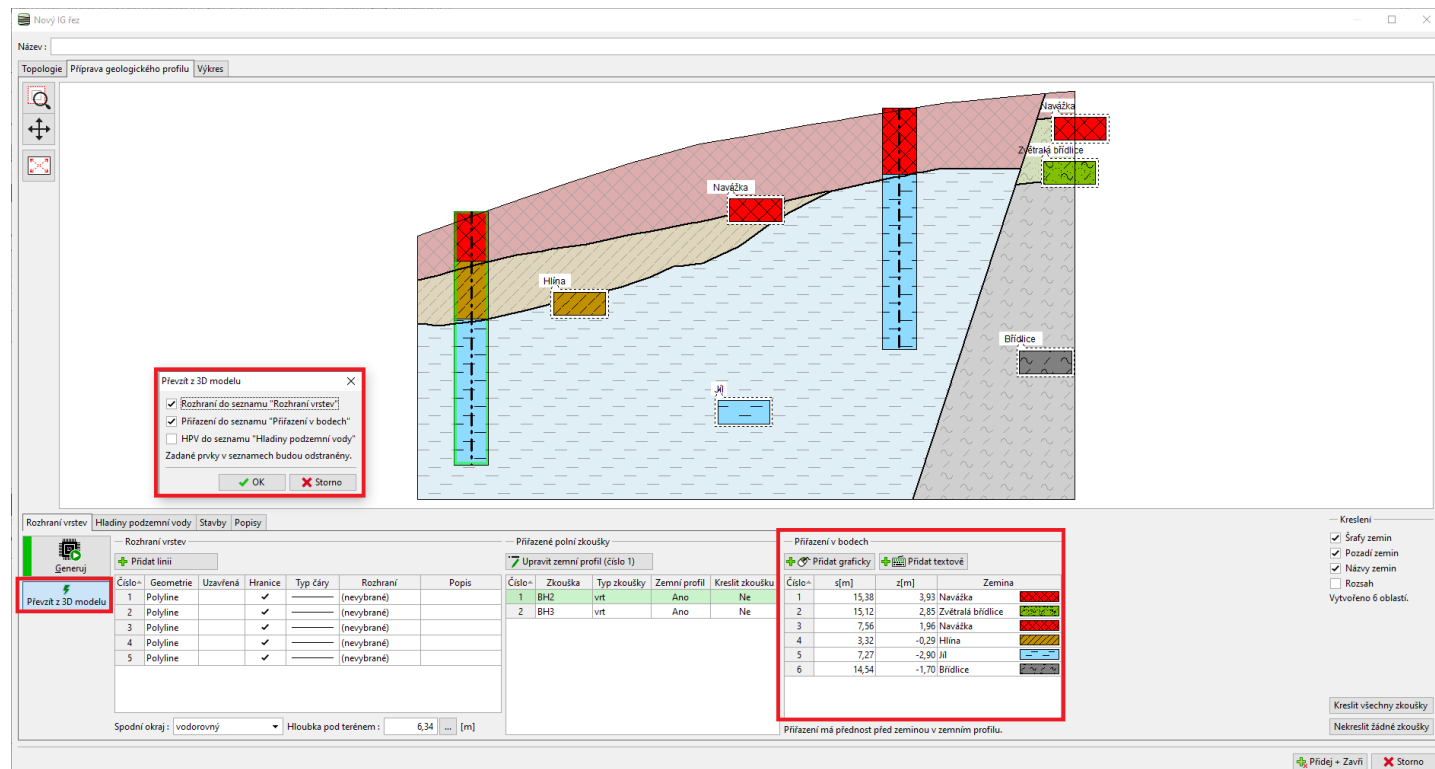 Nový IG řez
Název :
Topologie Příprava geologického profilu Výkres
Navážka
Zvětralá břidlice
Navážka
Hlína
Břidlice
Jíl
Převzít z 3D modelu
Rozhraní do seznamu "Rozhraní vrstev"
Přiřazení do seznamu "Přiřazení v bodech"
HPV do seznamu "Hladiny podzemní vody"
Zadané prvky v seznamech budou odstraněny.
OK Storno
Rozhraní vrstev Hladiny podzemní vody Stavby Popisy
Generuj
Převzít z 3D modelu
Rozhraní vrstev
Přidat linii
Číslo Geometrie Uzavřená Hranice Typ čáry Rozhraní Popis
1 Polyline (nevybrané)
2 Polyline (nevybrané)
3 Polyline (nevybrané)
4 Polyline (nevybrané)
5 Polyline (nevybrané)
Spodní okraj : vodorovný Hloubka pod terénem : 6,34 ... [m]
Přiřazené polní zkoušky
Upravit zemní profil (číslo 1)
Číslo Zkouška Typ zkoušky Zemní profil Kreslit zkoušku
1 BH2 vrt Ano Ne
2 BH3 vrt Ano Ne
Přiřazení v bodech
Přidat graficky Přidat textově
Číslo s[m] z[m] Zemina
1 15,38 3,93 Navážka
2 15,12 2,85 Zvětralá břidlice
3 7,56 1,96 Navážka
4 3,32 -0,29 Hlína
5 7,27 -2,90 Jíl
6 14,54 -1,70 Břidlice
Přiřazení má přednost před zeminou v zemním profilu.
Kreslení
Šrafy zemin
Pozadí zemin
Názvy zemin
Rozsah
Vytvořeno 6 oblastí.
Kreslit všechny zkoušky
Nekreslit žádné zkoušky
Přidej + Zavři Storno